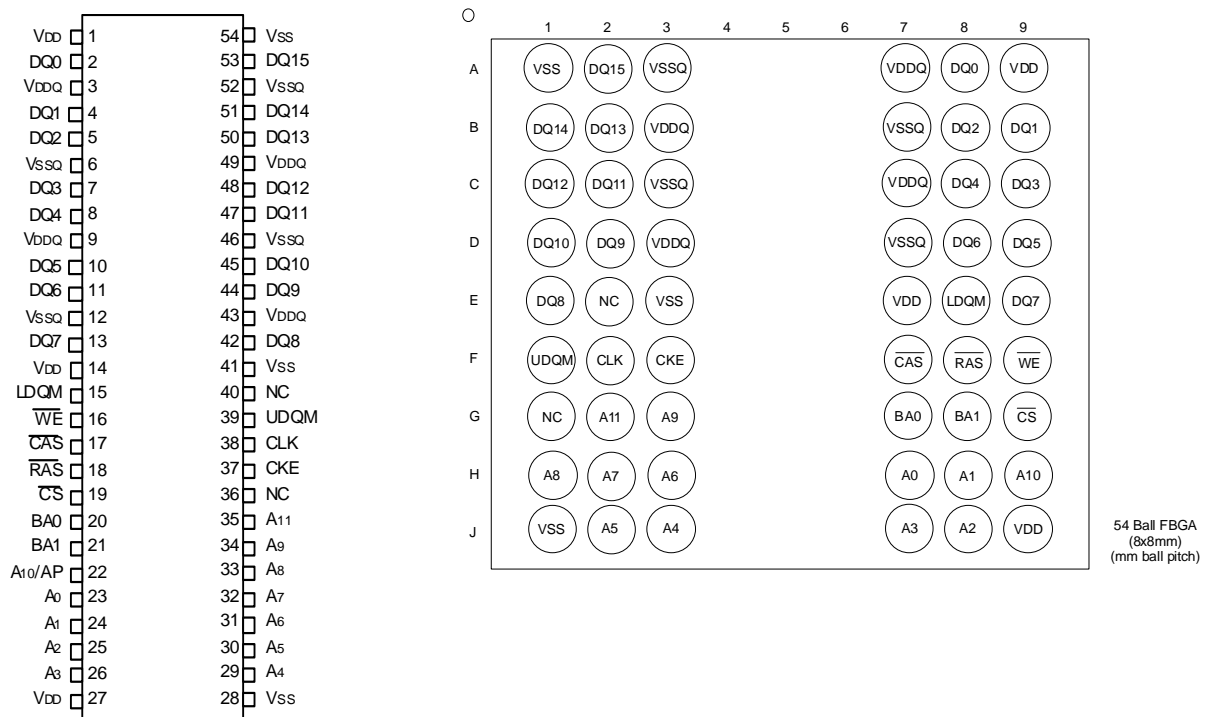 VDD 1 54 VSS
DQ0 2 53 DQ15
VDDQ 3 52 VSSQ
DQ1 4 51 DQ14
DQ2 5 50 DQ13
VSSQ 6 49 VDDQ
DQ3 7 48 DQ12
DQ4 8 47 DQ11
VDDQ 9 46 VSSQ
DQ5 10 45 DQ10
DQ6 11 44 DQ9
VSSQ 12 43 VDDQ
DQ7 13 42 DQ8
VDD 14 41 VSS
LDQM 15 40 NC
WE 16 39 UDQM
CAS 17 38 CLK
RAS 18 37 CKE
CS 19 36 NC
BA0 20 35 A11
BA1 21 34 A9
A10/AP 22 33 A8
A0 23 32 A7
A1 24 31 A6
A2 25 30 A5
A3 26 29 A4
VDD 27 28 VSS
1 2 3 4 5 6 7 8 9
A VSS DQ15 VSSQ VDDQ DQ0 VDD
B DQ14 DQ13 VDDQ VSSQ DQ2 DQ1
C DQ12 DQ11 VSSQ VDDQ DQ4 DQ3
D DQ10 DQ9 VDDQ VSSQ DQ6 DQ5
E DQ8 NC VSS VDD LDQM DQ7
F UDQM CLK CKE CAS RAS WE
G NC A11 A9 BA0 BA1 CS
H A8 A7 A6 A0 A1 A10
J VSS A5 A4 A3 A2 VDD
54 Ball FBGA
(8x8mm)
(mm ball pitch)